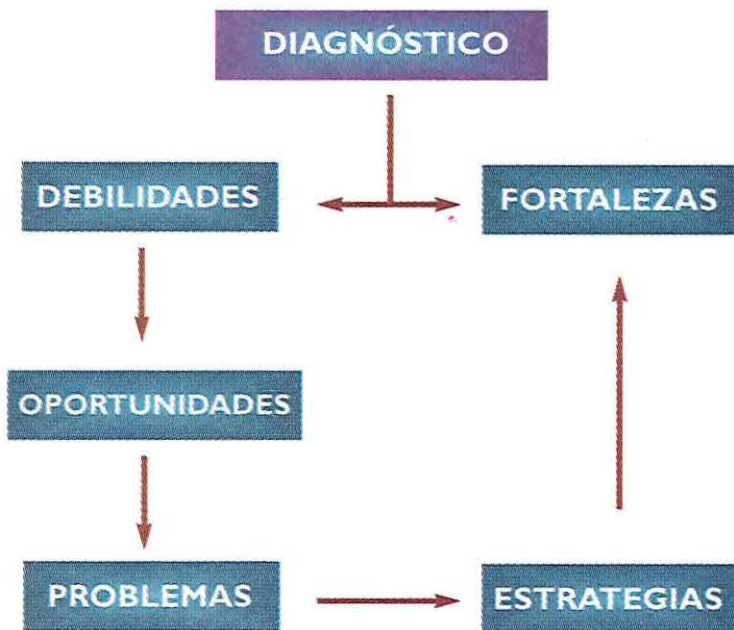 DIAGNÓSTICO
DEBILIDADES
FORTALEZAS
OPORTUNIDADES
PROBLEMAS
ESTRATEGIAS